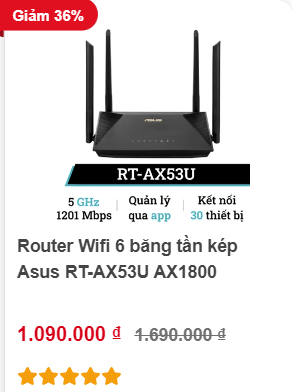 Giảm 36%
ASUS
RT-AX53U
5 GHz
1201 Mbps
Quản lý
qua app
Kết nối
30 thiết bị
Router Wifi 6 băng tần kép
Asus RT-AX53U AX1800
1.090.000 ₫ 1.690.000 ₫